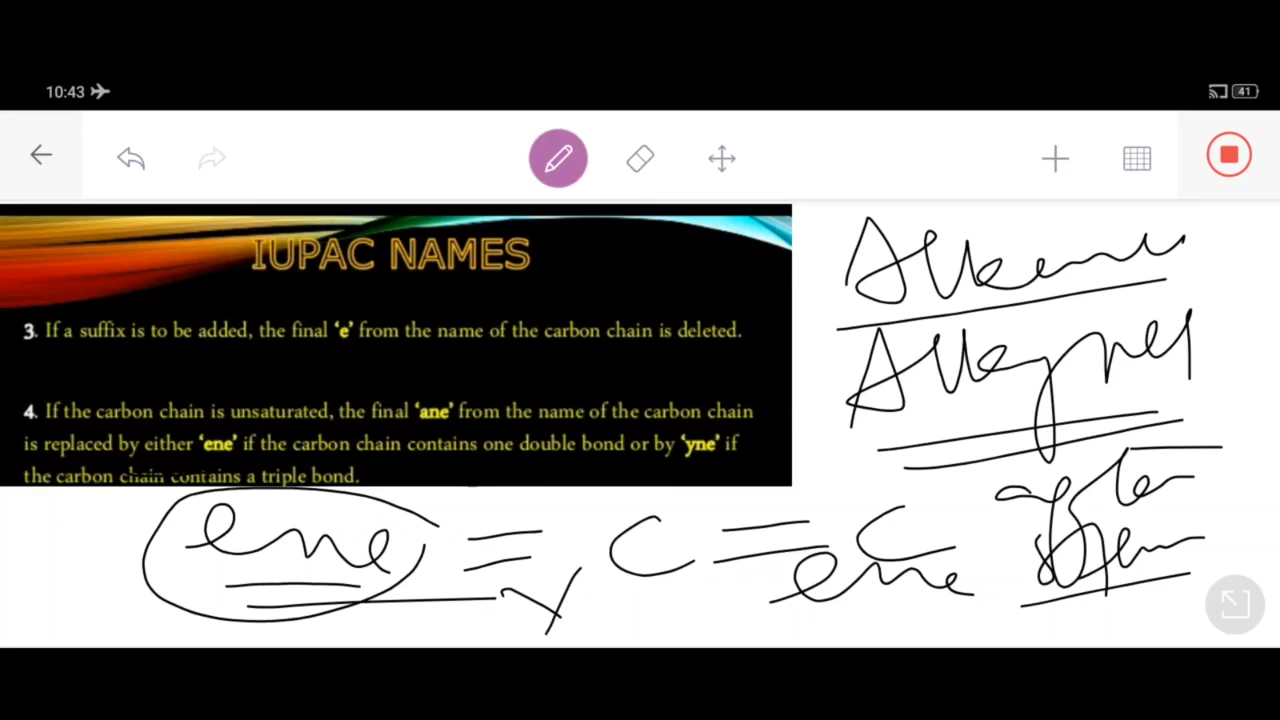 10:43
41
IUPAC NAMES
3. If a suffix is to be added, the final ‘e’ from the name of the carbon chain is deleted.
4. If the carbon chain is unsaturated, the final ‘ane’ from the name of the carbon chain
is replaced by either ‘ene’ if the carbon chain contains one double bond or by ‘yne’ if
the carbon chain contains a triple bond.
Alkene
Alkynes
ene = C = C
ene